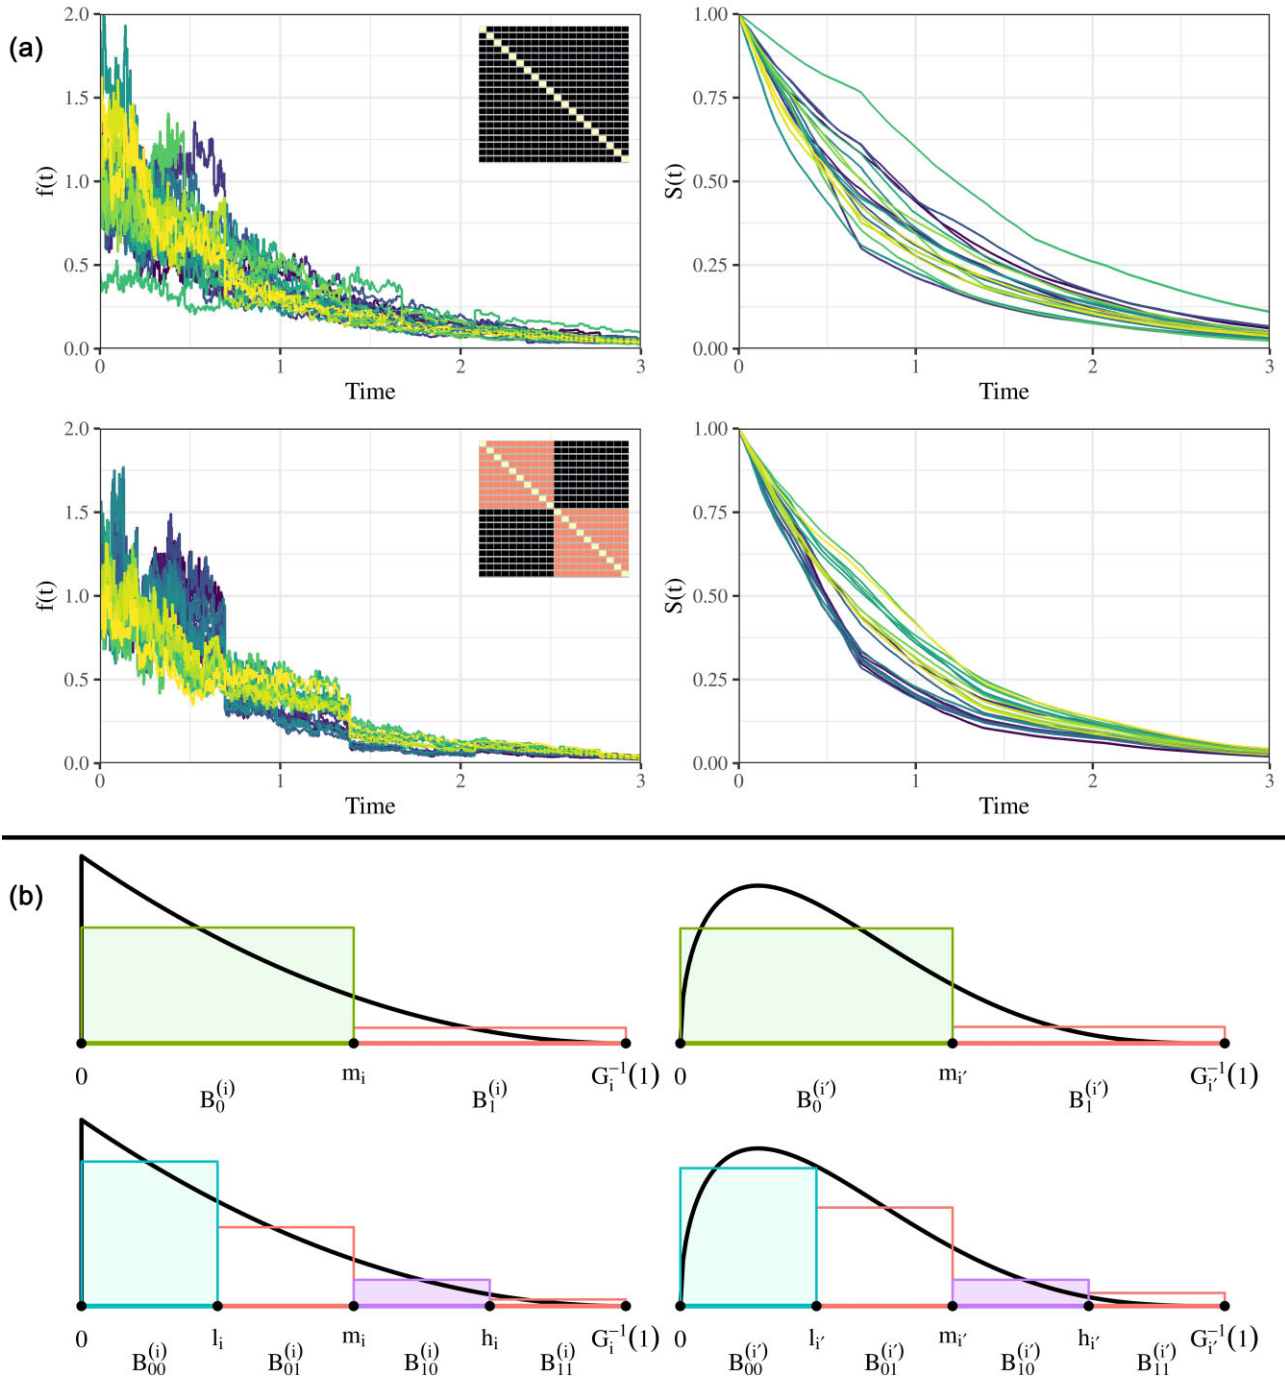 (a)
2.0
1.5
1.0
0.5
0.0
f(t)
0 1 2 3
Time
1.00
0.75
0.50
0.25
0.00
S(t)
0 1 2 3
Time
2.0
1.5
1.0
0.5
0.0
f(t)
0 1 2 3
Time
1.00
0.75
0.50
0.25
0.00
S(t)
0 1 2 3
Time
(b)
0 m_i G_i^{-1}(1)
B_0^{(i)} B_1^{(i)}
0 m_{i′} G_{i′}^{-1}(1)
B_0^{(i′)} B_1^{(i′)}
0 l_i m_i h_i G_i^{-1}(1)
B_{00}^{(i)} B_{01}^{(i)} B_{10}^{(i)} B_{11}^{(i)}
0 l_{i′} m_{i′} h_{i′} G_{i′}^{-1}(1)
B_{00}^{(i′)} B_{01}^{(i′)} B_{10}^{(i′)} B_{11}^{(i′)}